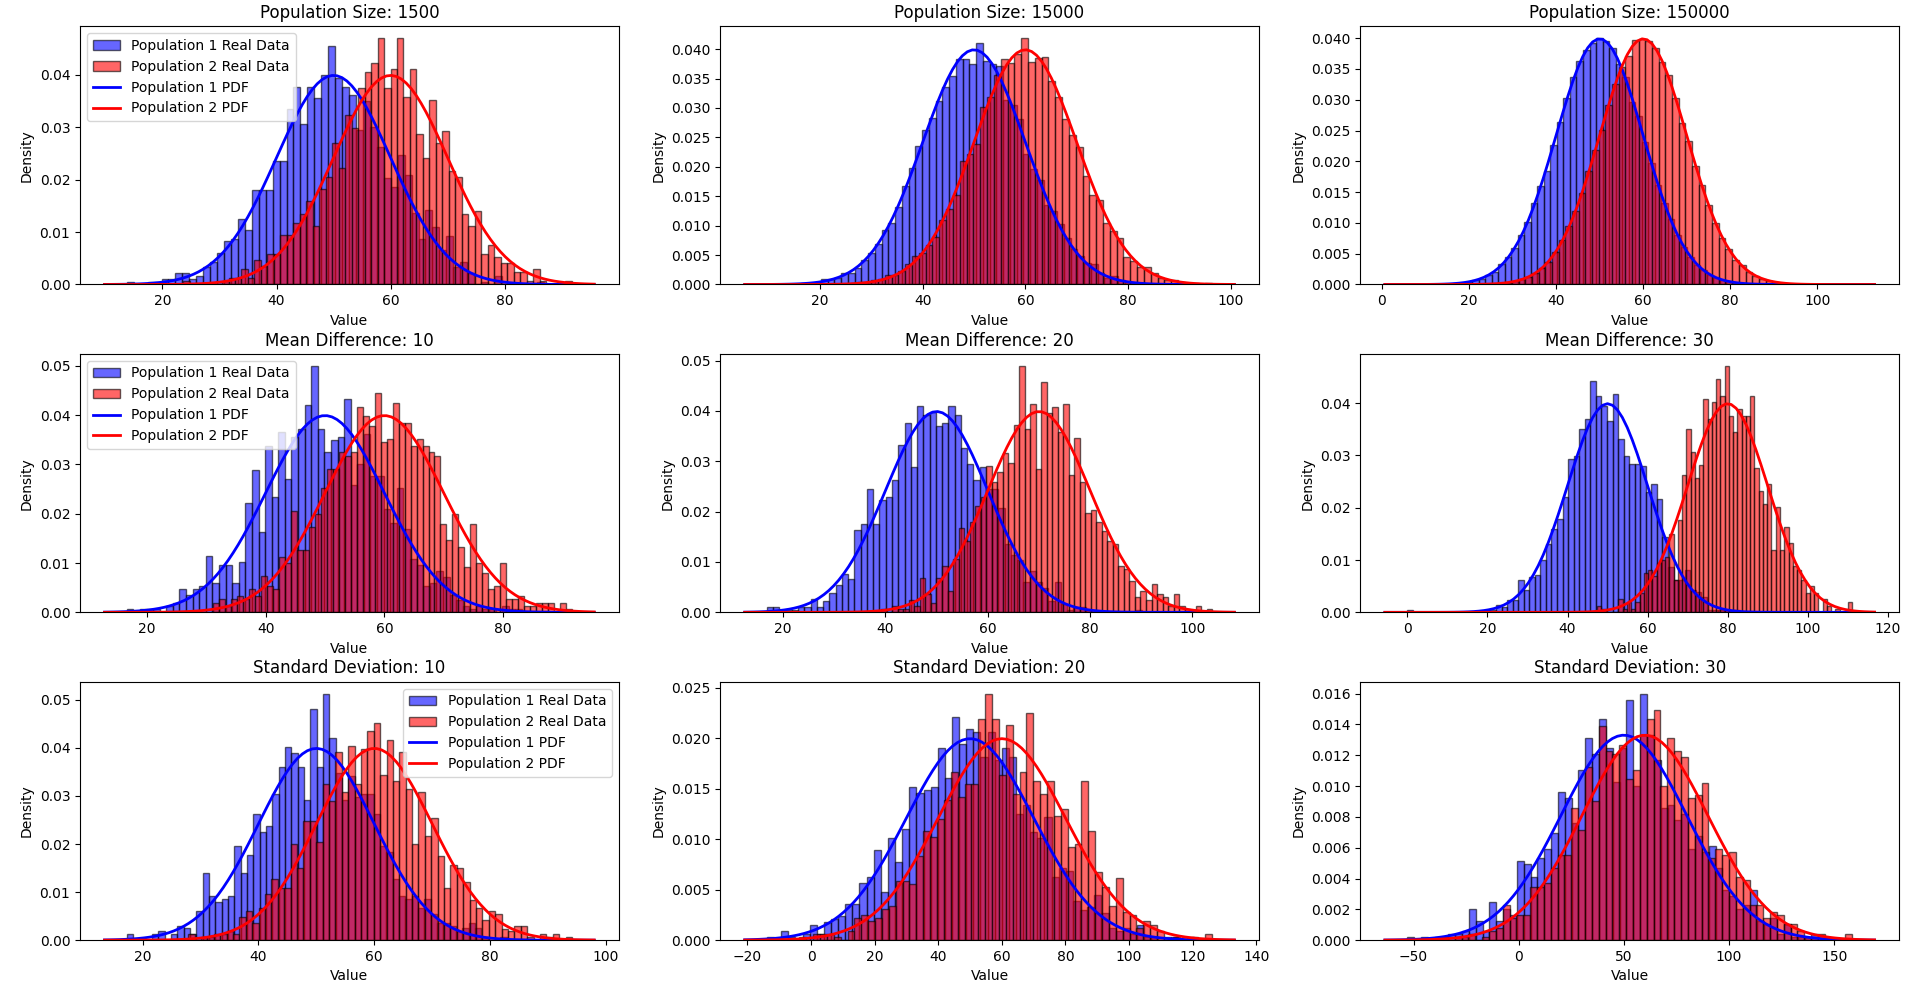 Population Size: 1500
Population 1 Real Data
Population 2 Real Data
Population 1 PDF
Population 2 PDF
0.04
0.03
0.02
0.01
0.00
Density
20 40 60 80
Value
Population Size: 15000
0.040
0.035
0.030
0.025
0.020
0.015
0.010
0.005
0.000
Density
20 40 60 80 100
Value
Population Size: 150000
0.040
0.035
0.030
0.025
0.020
0.015
0.010
0.005
0.000
Density
0 20 40 60 80 100
Value
Mean Difference: 10
Population 1 Real Data
Population 2 Real Data
Population 1 PDF
Population 2 PDF
0.05
0.04
0.03
0.02
0.01
0.00
Density
20 40 60 80
Value
Mean Difference: 20
0.05
0.04
0.03
0.02
0.01
0.00
Density
20 40 60 80 100
Value
Mean Difference: 30
0.04
0.03
0.02
0.01
0.00
Density
0 20 40 60 80 100 120
Value
Standard Deviation: 10
Population 1 Real Data
Population 2 Real Data
Population 1 PDF
Population 2 PDF
0.05
0.04
0.03
0.02
0.01
0.00
Density
20 40 60 80 100
Value
Standard Deviation: 20
0.025
0.020
0.015
0.010
0.005
0.000
Density
−20 0 20 40 60 80 100 120 140
Value
Standard Deviation: 30
0.016
0.014
0.012
0.010
0.008
0.006
0.004
0.002
0.000
Density
−50 0 50 100 150
Value